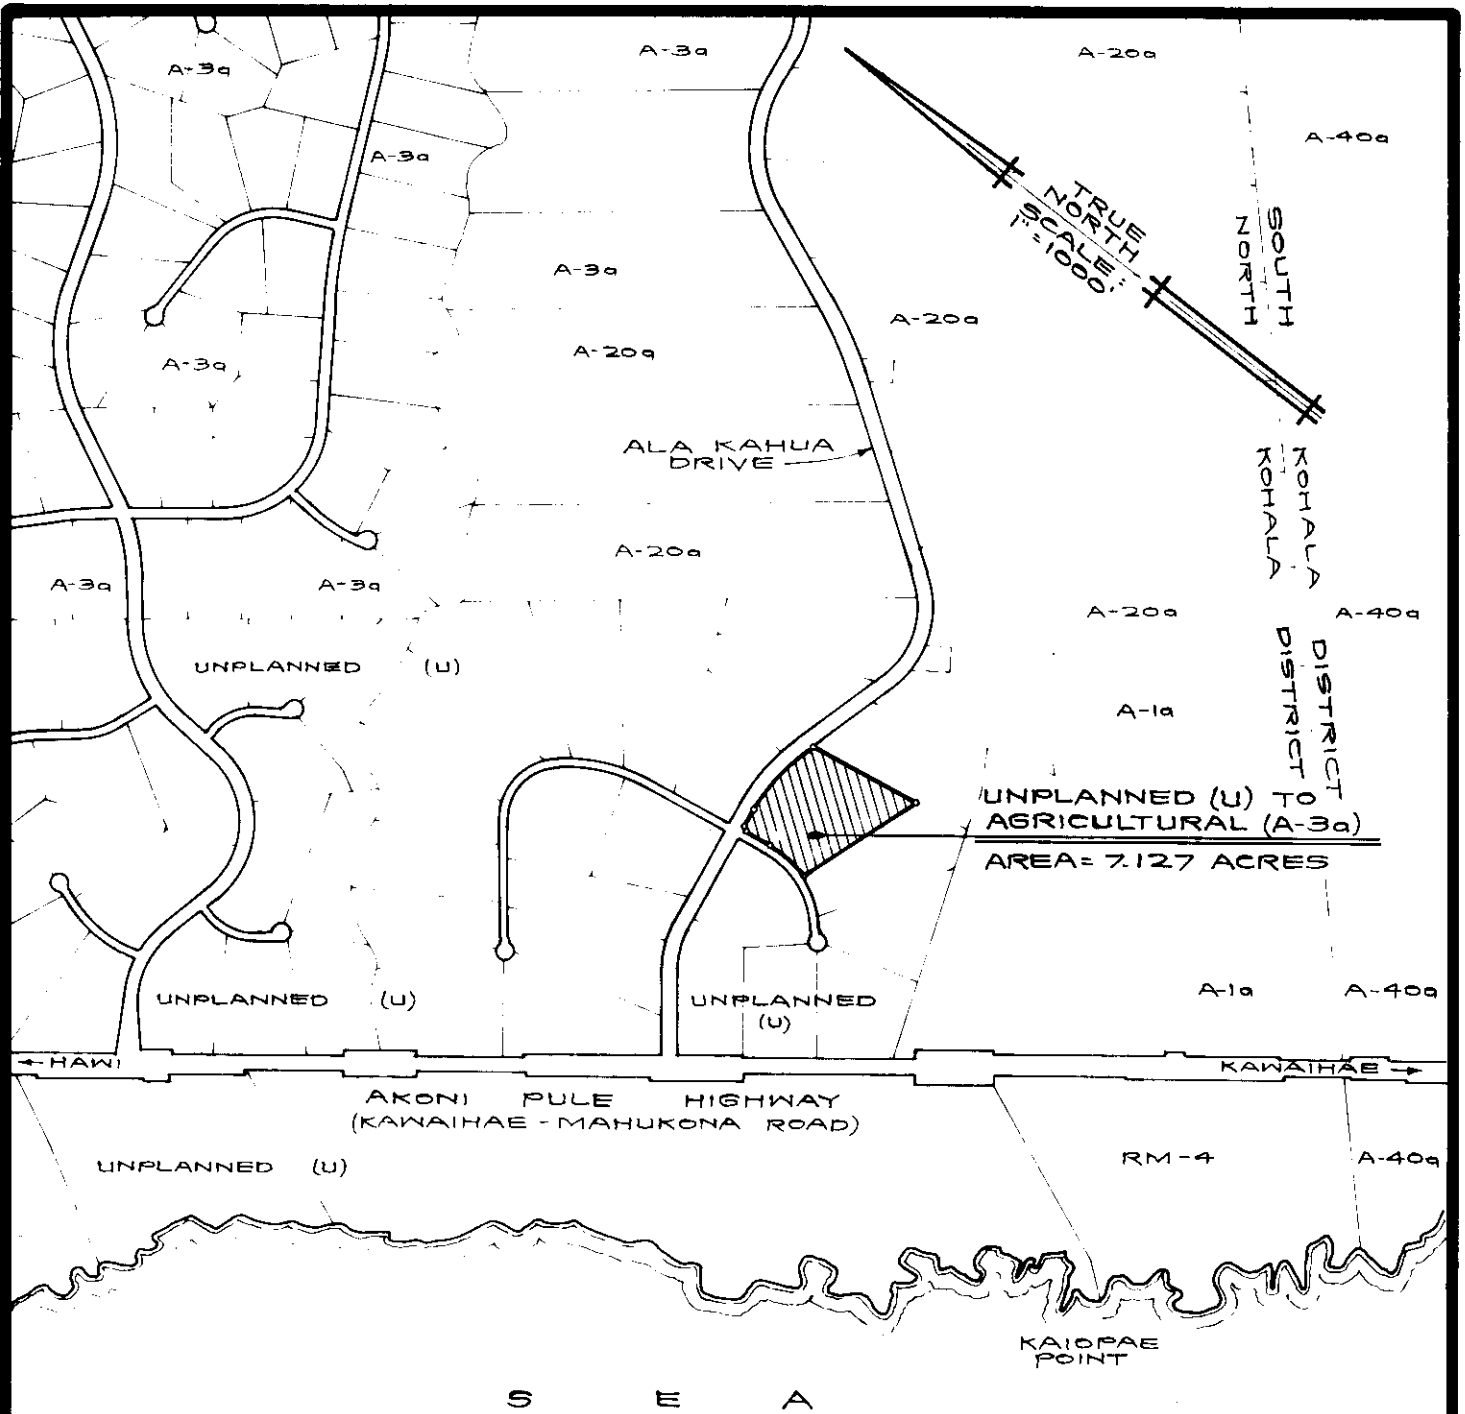 A-3a
A-3a
A-20a
A-40a
A-3a
TRUE
NORTH
SCALE:
1"=1000'
SOUTH
NORTH
A-3a
A-20a
A-20a
A-3a
ALA KAHUA
DRIVE
KOHALA
KOHALA
A-20a
A-3a
A-3a
A-20a
A-40a
DISTRICT
DISTRICT
UNPLANNED (U)
A-1a
UNPLANNED (U) TO
AGRICULTURAL (A-3a)
AREA= 7.127 ACRES
UNPLANNED (U)
UNPLANNED
(U)
A-1a
A-40a
← HAWI
KAWAIHAE →
AKONI PULE HIGHWAY
(KAWAIHAE - MAHUKONA ROAD)
UNPLANNED (U)
RM-4
A-40a
KAIOPAE
POINT
S E A